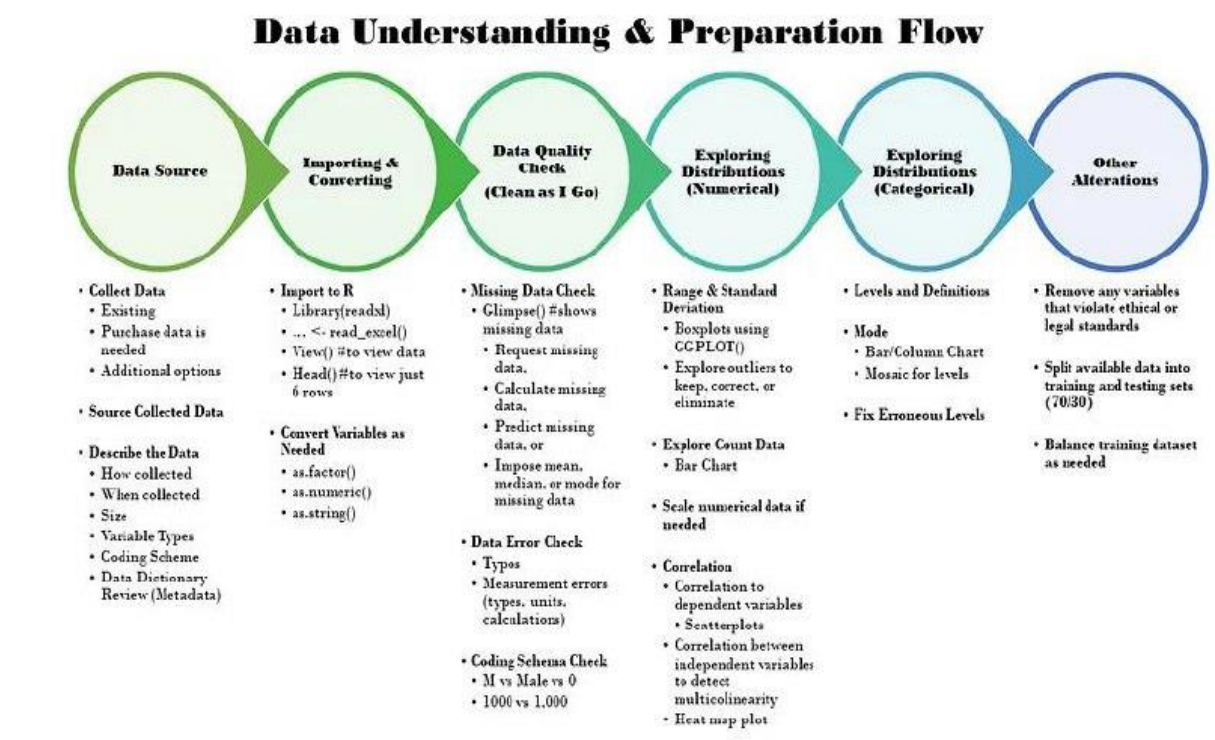 Data Understanding & Preparation Flow
Data Source
• Collect Data
• Existing
• Purchase data is
needed
• Additional options
• Source Collected Data
• Describe the Data
• How collected
• When collected
• Size
• Variable Types
• Coding Scheme
• Data Dictionary
Review (Metadata)
Importing &
Converting
• Import to R
• Library(readxl)
• ... <- read_excel()
• View() #to view data
• Head() #to view just
6 rows
• Convert Variables as
Needed
• as.factor()
• as.numeric()
• as.string()
Data Quality
Check
(Clean as I Go)
• Missing Data Check
• Glimpse() #shows
missing data
• Request missing
data,
• Calculate missing
data,
• Predict missing
data, or
• Impose mean,
median, or mode for
missing data
• Data Error Check
• Typos
• Measurement errors
(types, units,
calculations)
• Coding Schema Check
• M vs Male vs 0
• 1000 vs 1,000
Exploring
Distributions
(Numerical)
• Range & Standard
Deviation
• Boxplots using
GGPLOT()
• Explore outliers to
keep, correct, or
eliminate
• Explore Count Data
• Bar Chart
• Scale numerical data if
needed
• Correlation
• Correlation to
dependent variables
• Scatterplots
• Correlation between
independent variables
to detect
multicolinearity
- Heat map plot
Exploring
Distributions
(Categorical)
• Levels and Definitions
• Mode
• Bar/Column Chart
• Mosaic for levels
• Fix Erroneous Levels
Other
Alterations
• Remove any variables
that violate ethical or
legal standards
• Split available data into
training and testing sets
(70/30)
• Balance training dataset
as needed